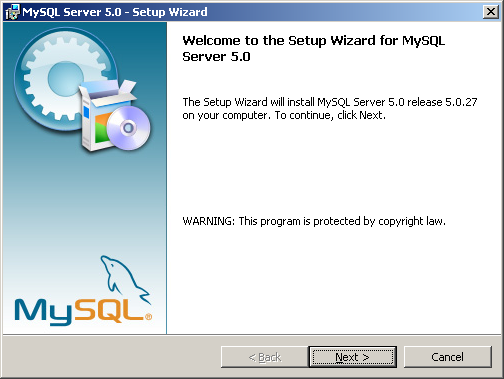 MySQL Server 5.0 - Setup Wizard
Welcome to the Setup Wizard for MySQL
Server 5.0
The Setup Wizard will install MySQL Server 5.0 release 5.0.27
on your computer. To continue, click Next.
WARNING: This program is protected by copyright law.
MySQL®
< Back
Next >
Cancel